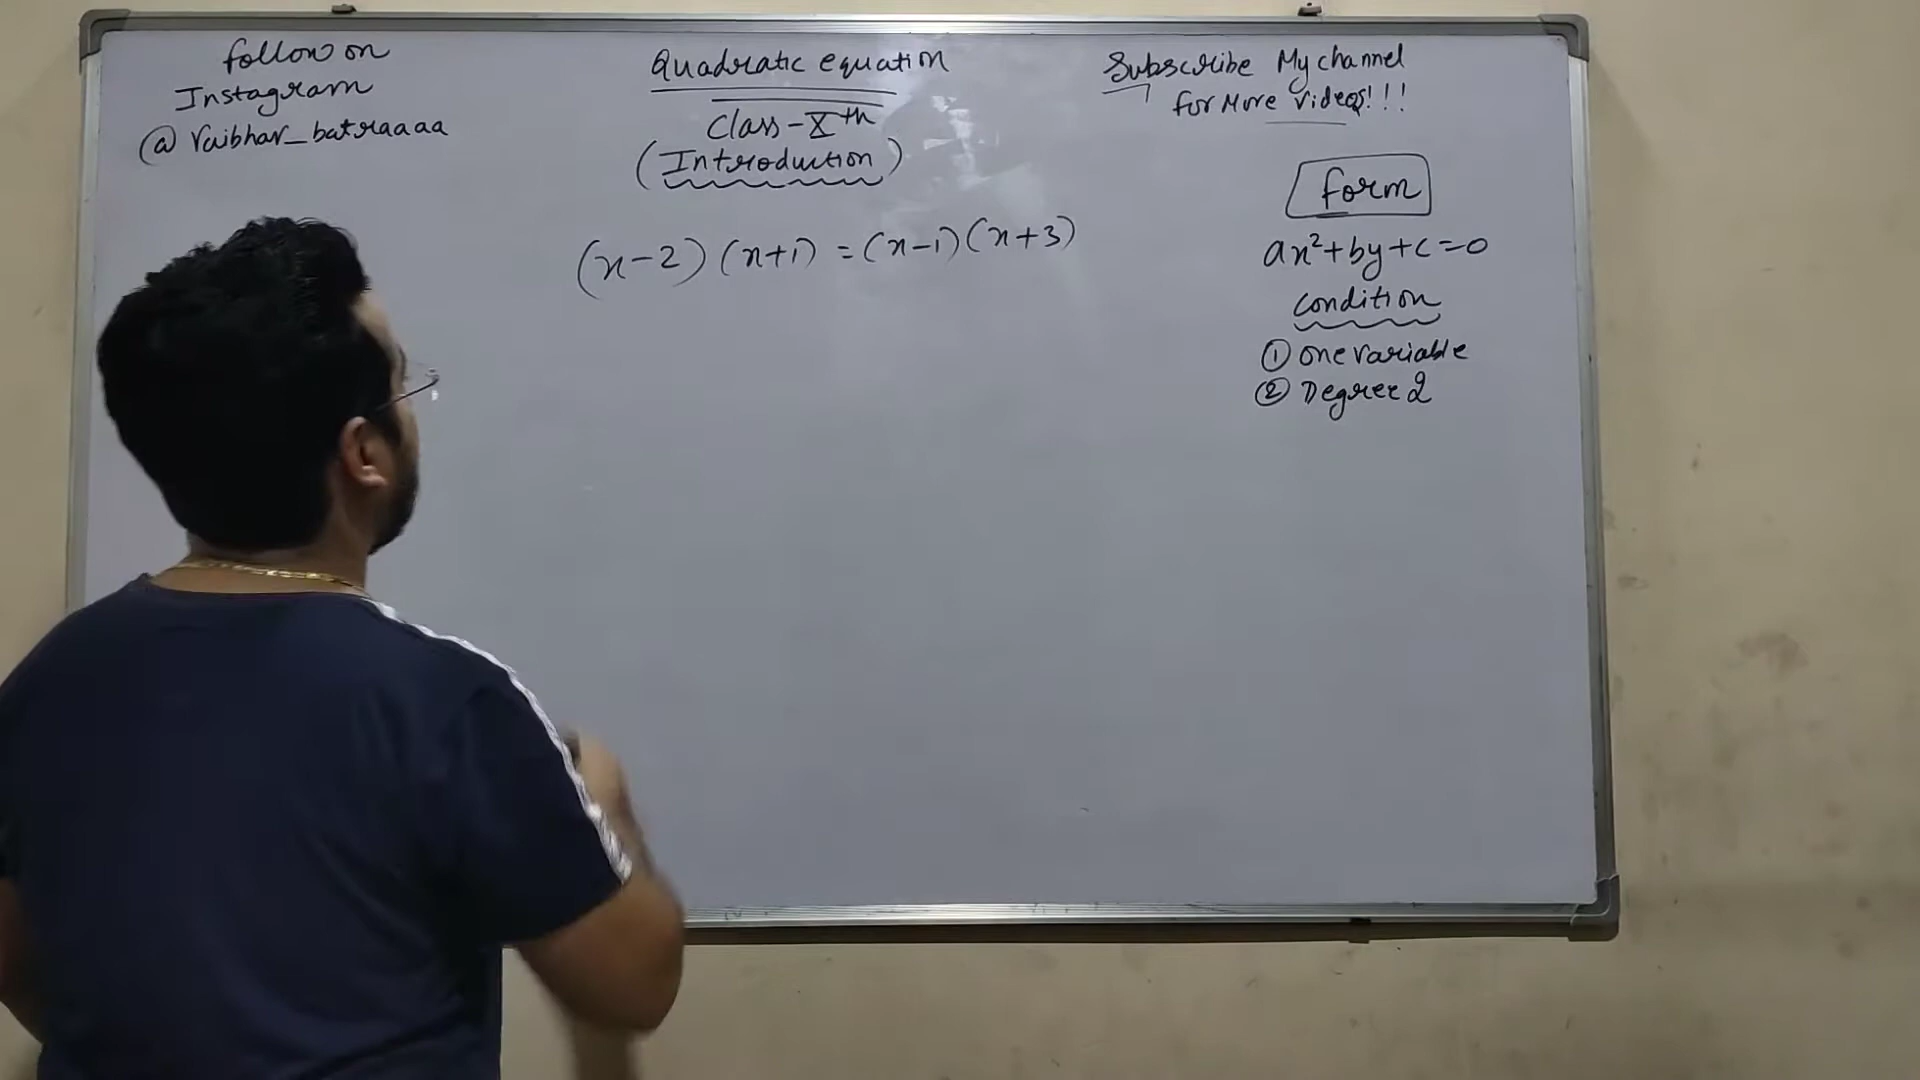 follow on
Instagram
@ vaibhav_batraaaa
Quadratic equation
Class-Xth
(Introduction)
Subscribe My channel
for More videos!!!
(x-2) (x+1) = (x-1) (x+3)
form
ax²+by+c=0
condition
① one variable
② Degree 2